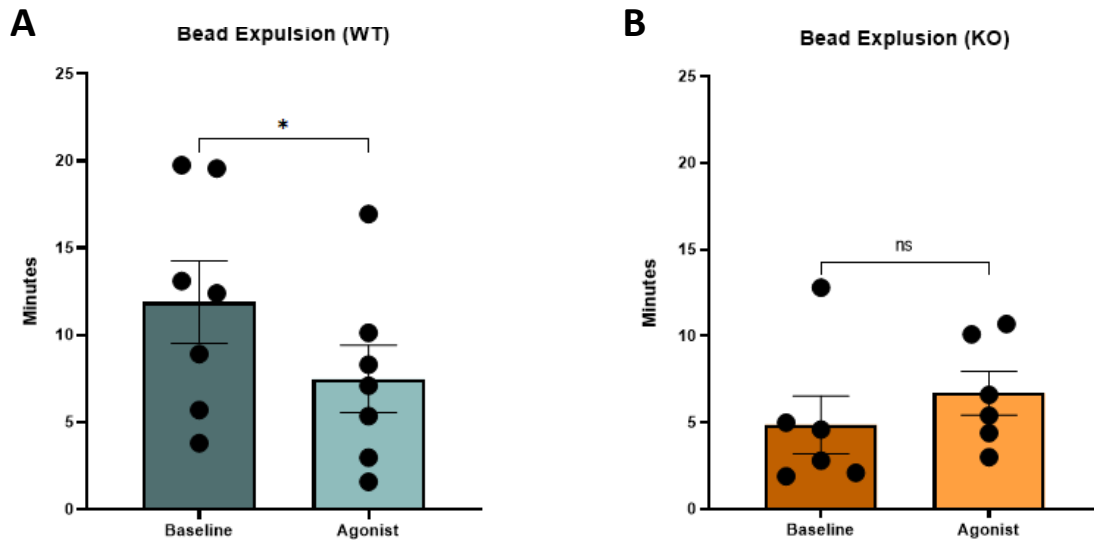 A
Bead Expulsion (WT)
25
20
15
10
5
0
Minutes
*
Baseline
Agonist
B
Bead Explusion (KO)
25
20
15
10
5
0
Minutes
ns
Baseline
Agonist